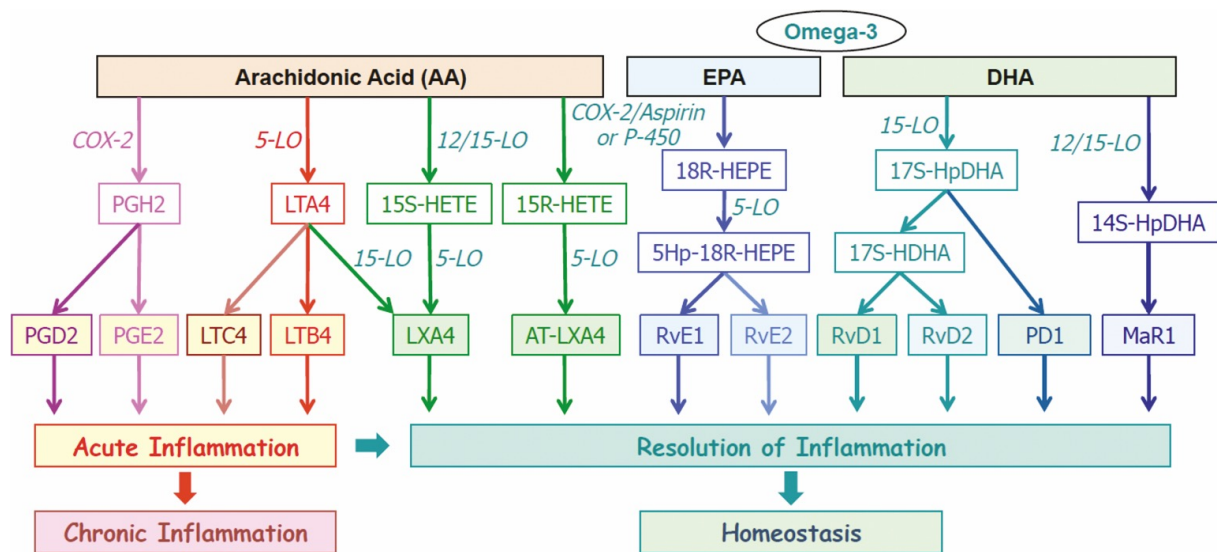 Omega-3
Arachidonic Acid (AA)
EPA
DHA
COX-2
5-LO
12/15-LO
COX-2/Aspirin
or P-450
15-LO
12/15-LO
PGH2
LTA4
15S-HETE
15R-HETE
18R-HEPE
17S-HpDHA
14S-HpDHA
15-LO
5-LO
5-LO
5-LO
5Hp-18R-HEPE
17S-HDHA
PGD2
PGE2
LTC4
LTB4
LXA4
AT-LXA4
RvE1
RvE2
RvD1
RvD2
PD1
MaR1
Acute Inflammation
Resolution of Inflammation
Chronic Inflammation
Homeostasis